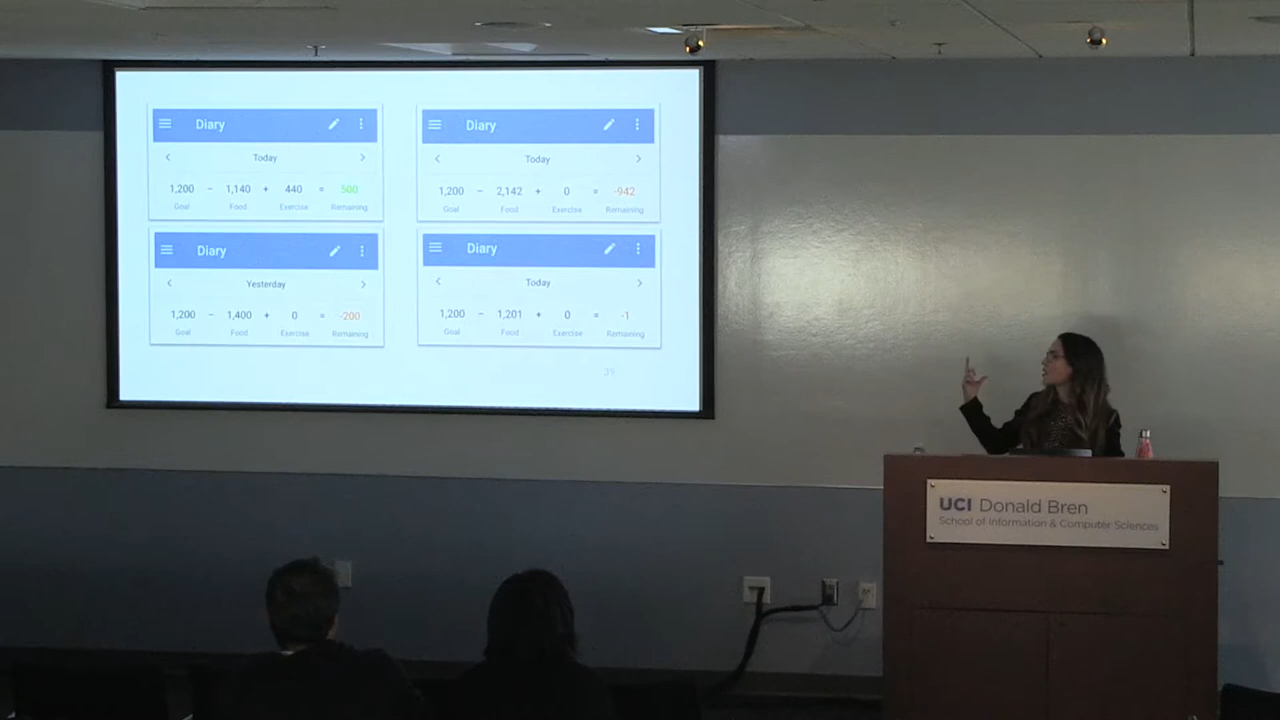 Diary
Today
1,200 - 1,140 + 440 = 500
Goal Food Exercise Remaining
Diary
Today
1,200 - 2,142 + 0 = -942
Goal Food Exercise Remaining
Diary
Yesterday
1,200 - 1,400 + 0 = -200
Goal Food Exercise Remaining
Diary
Today
1,200 - 1,201 + 0 = -1
Goal Food Exercise Remaining
39
UCI Donald Bren
School of Information & Computer Sciences